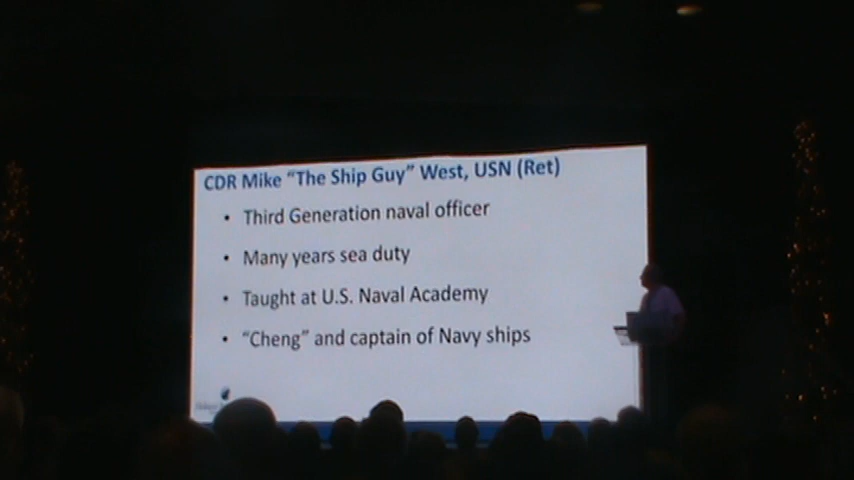 CDR Mike “The Ship Guy” West, USN (Ret)
• Third Generation naval officer
• Many years sea duty
• Taught at U.S. Naval Academy
• “Cheng” and captain of Navy ships